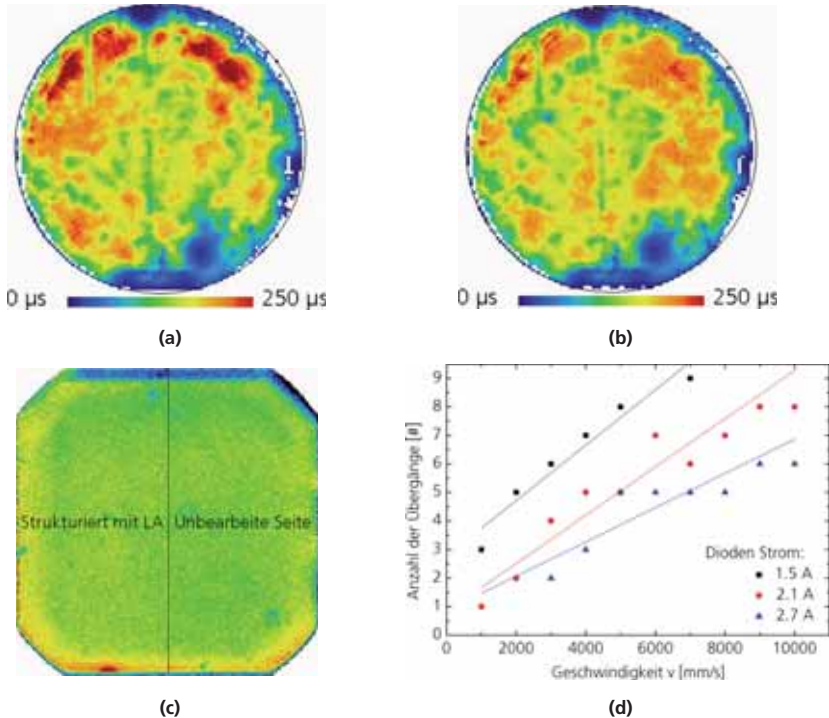 0 µs 250 µs
0 µs 250 µs
(a)
(b)
Strukturiert mit LA Unbearbeite Seite
Anzahl der Übergänge [#]
9
8
7
6
5
4
3
2
1
0
Dioden Strom:
1.5 A
2.1 A
2.7 A
0 2000 4000 6000 8000 10000
Geschwindigkeit v [mm/s]
(c)
(d)